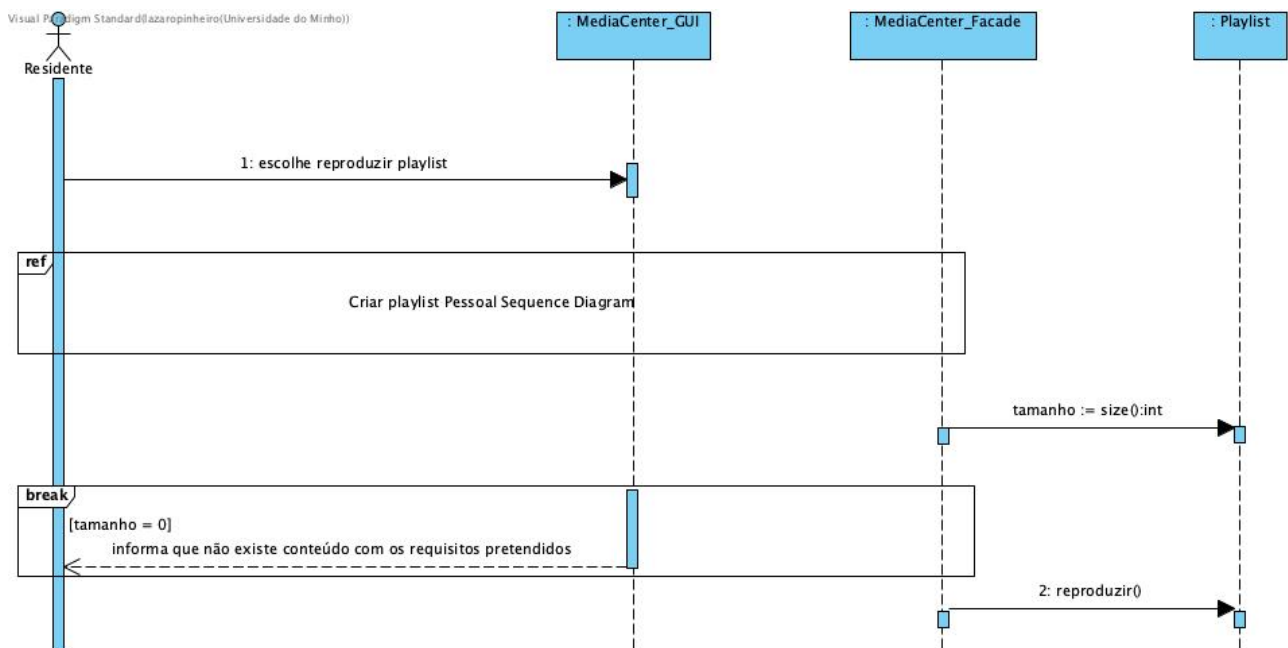 Visual Paradigm Standard(lazaropinheiro(Universidade do Minho))
Residente
: MediaCenter_GUI
: MediaCenter_Facade
: Playlist
1: escolhe reproduzir playlist
ref
Criar playlist Pessoal Sequence Diagram
tamanho := size():int
break
[tamanho = 0]
informa que não existe conteúdo com os requisitos pretendidos
2: reproduzir()